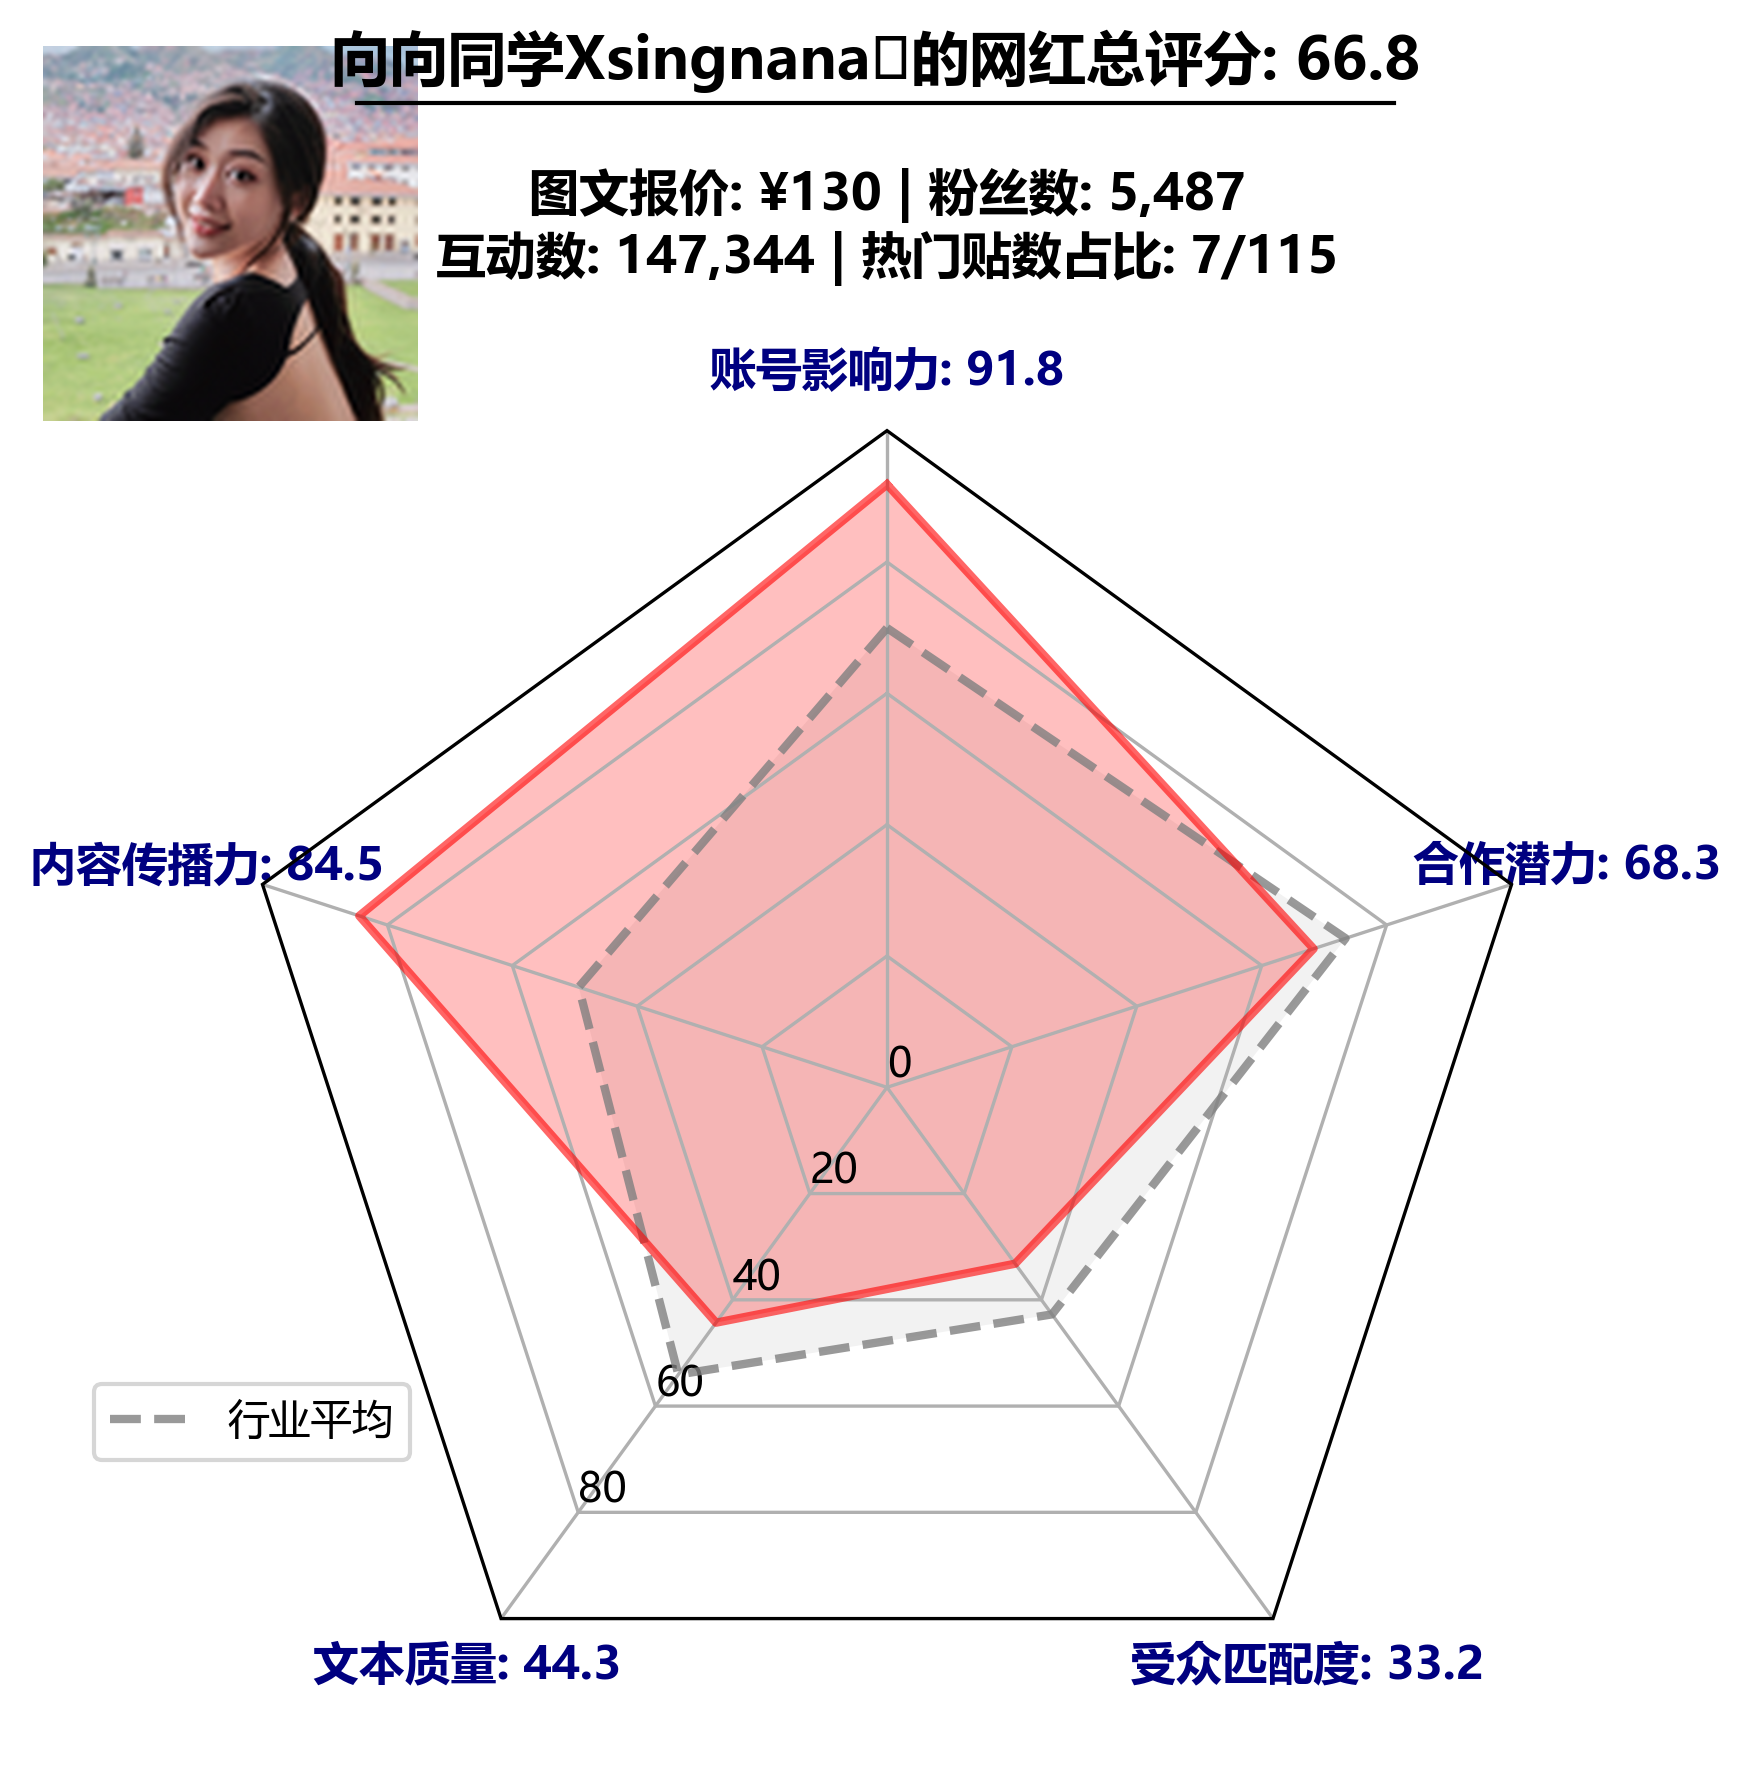 向向同学Xsingnana▯的网红总评分: 66.8
图文报价: ¥130 | 粉丝数: 5,487
互动数: 147,344 | 热门贴数占比: 7/115
账号影响力: 91.8
内容传播力: 84.5
合作潜力: 68.3
0
20
40
60
80
行业平均
文本质量: 44.3
受众匹配度: 33.2